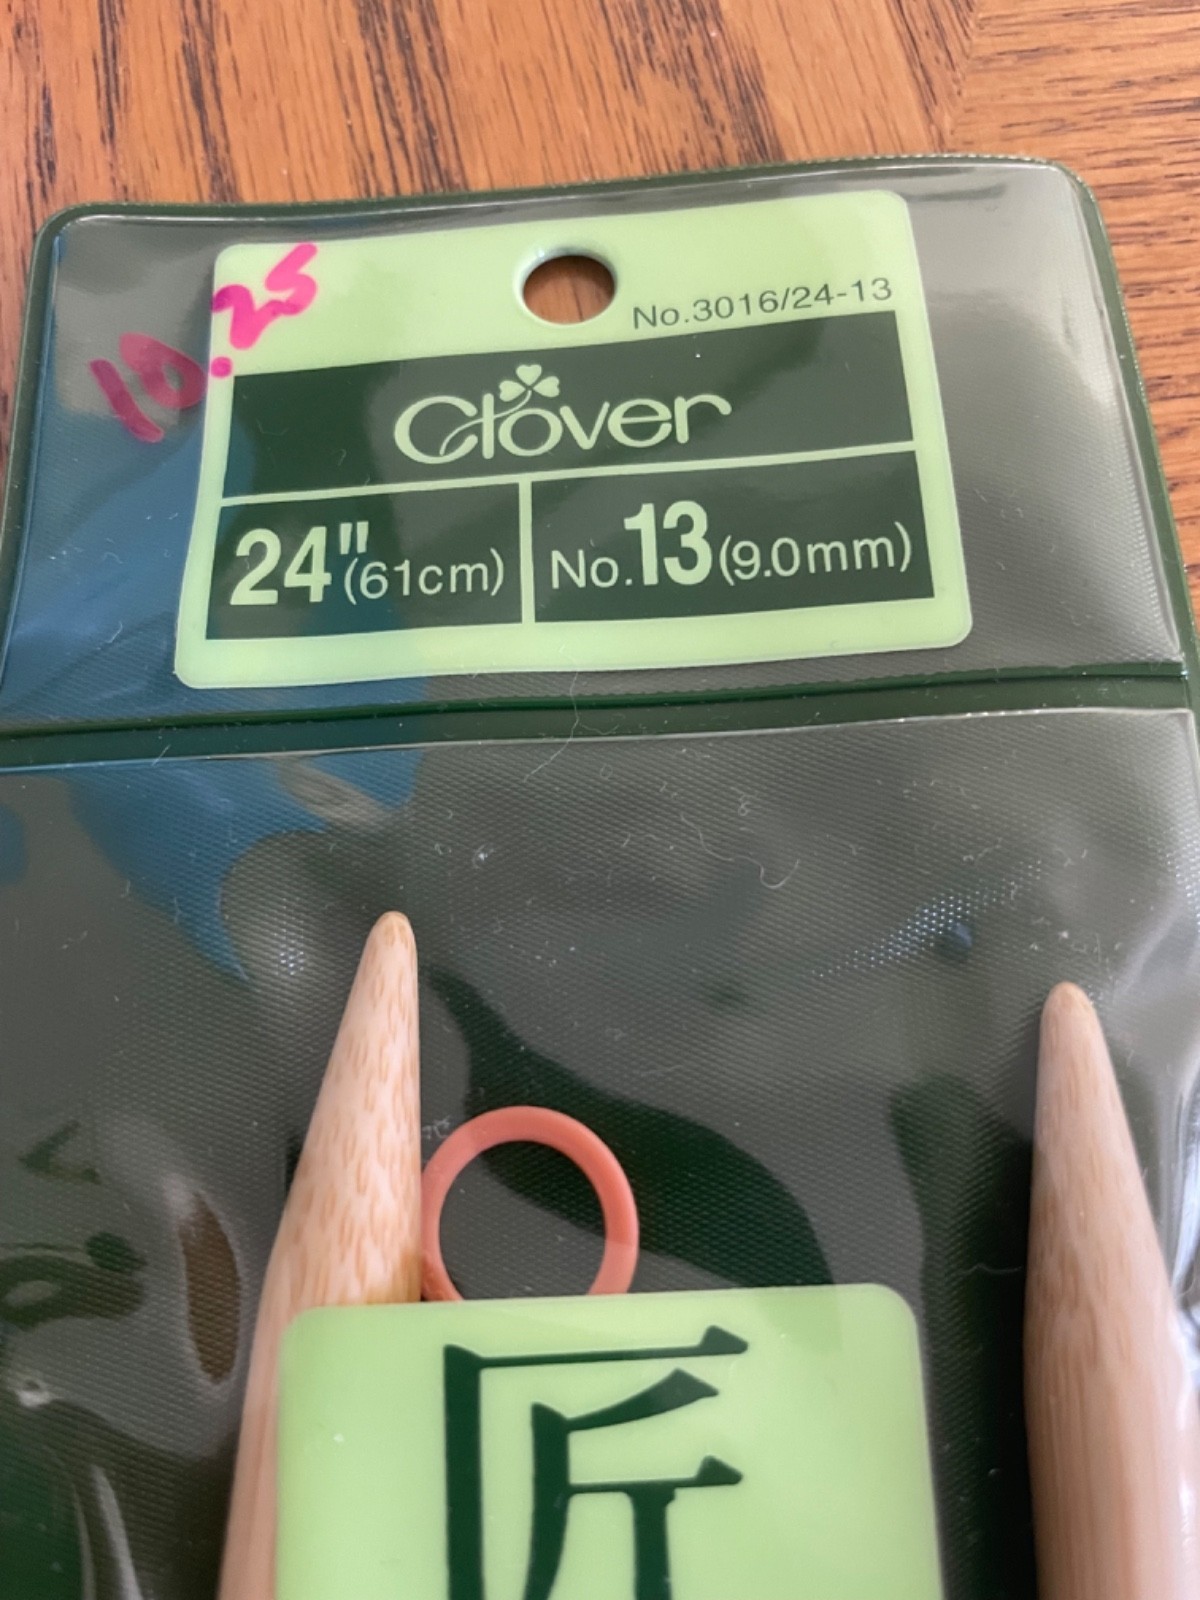 10.25
No.3016/24-13
Clover
24"(61cm)
No.13(9.0mm)
匠